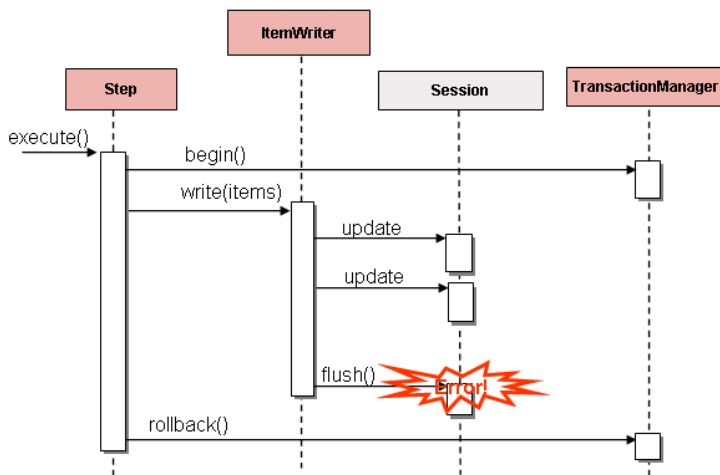 ItemWriter
Step
Session
TransactionManager
execute()
begin()
write(items)
update
update
flush()
Error!
rollback()